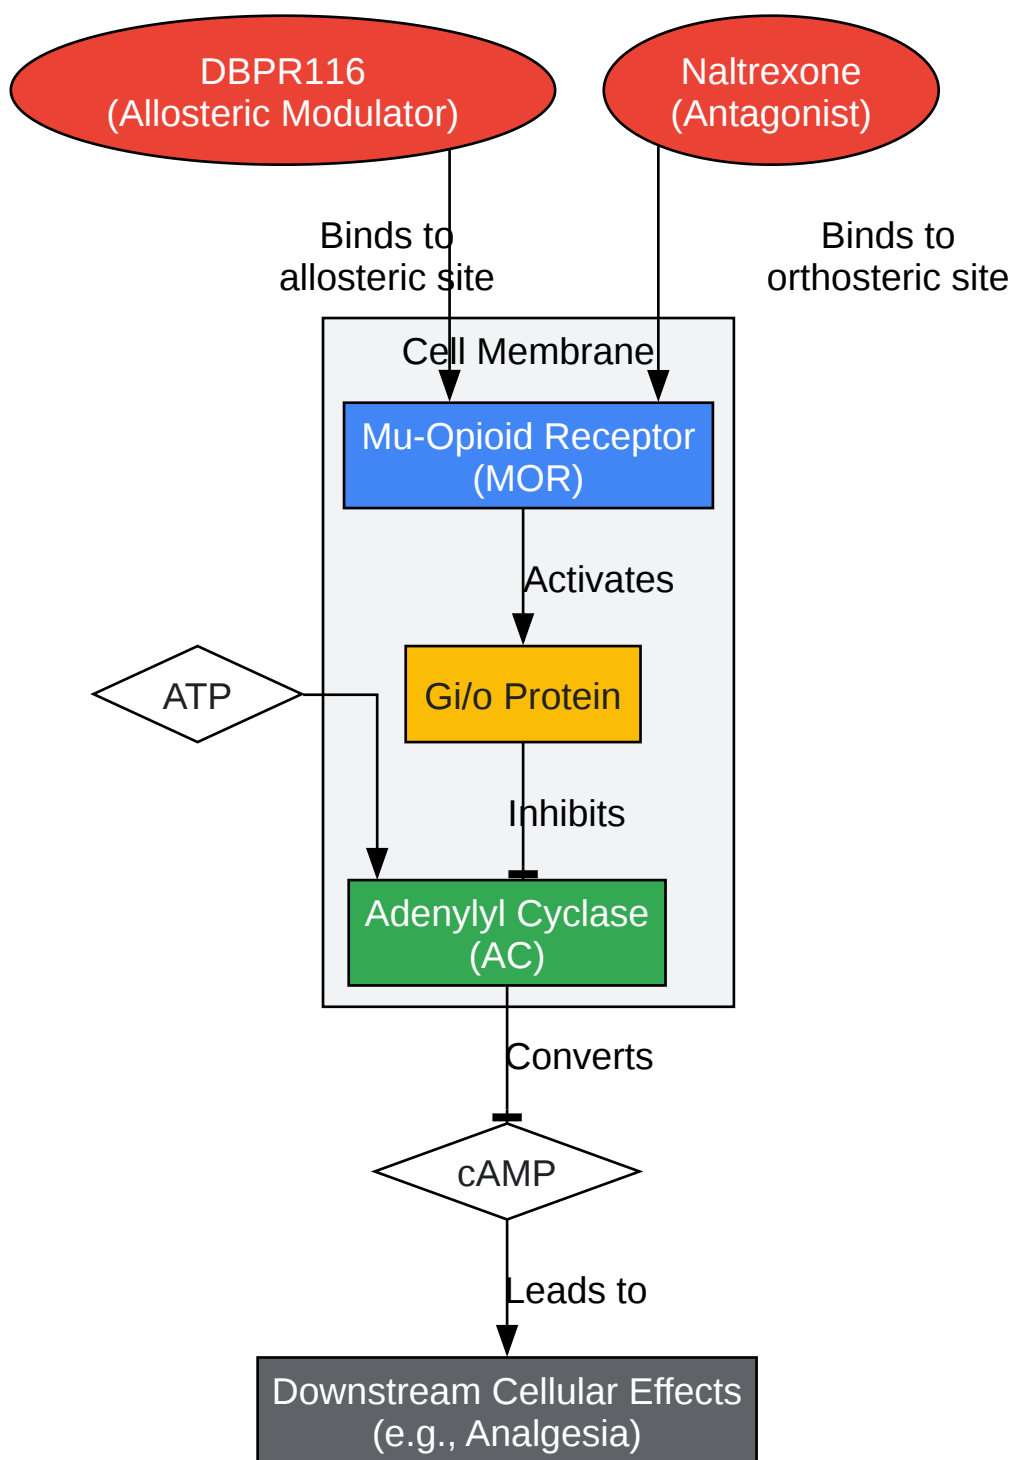 DBPR116
(Allosteric Modulator)
Naltrexone
(Antagonist)
Binds to
allosteric site
Binds to
orthosteric site
Cell Membrane
Mu-Opioid Receptor
(MOR)
Activates
ATP
Gi/o Protein
Inhibits
Adenylyl Cyclase
(AC)
Converts
cAMP
Leads to
Downstream Cellular Effects
(e.g., Analgesia)